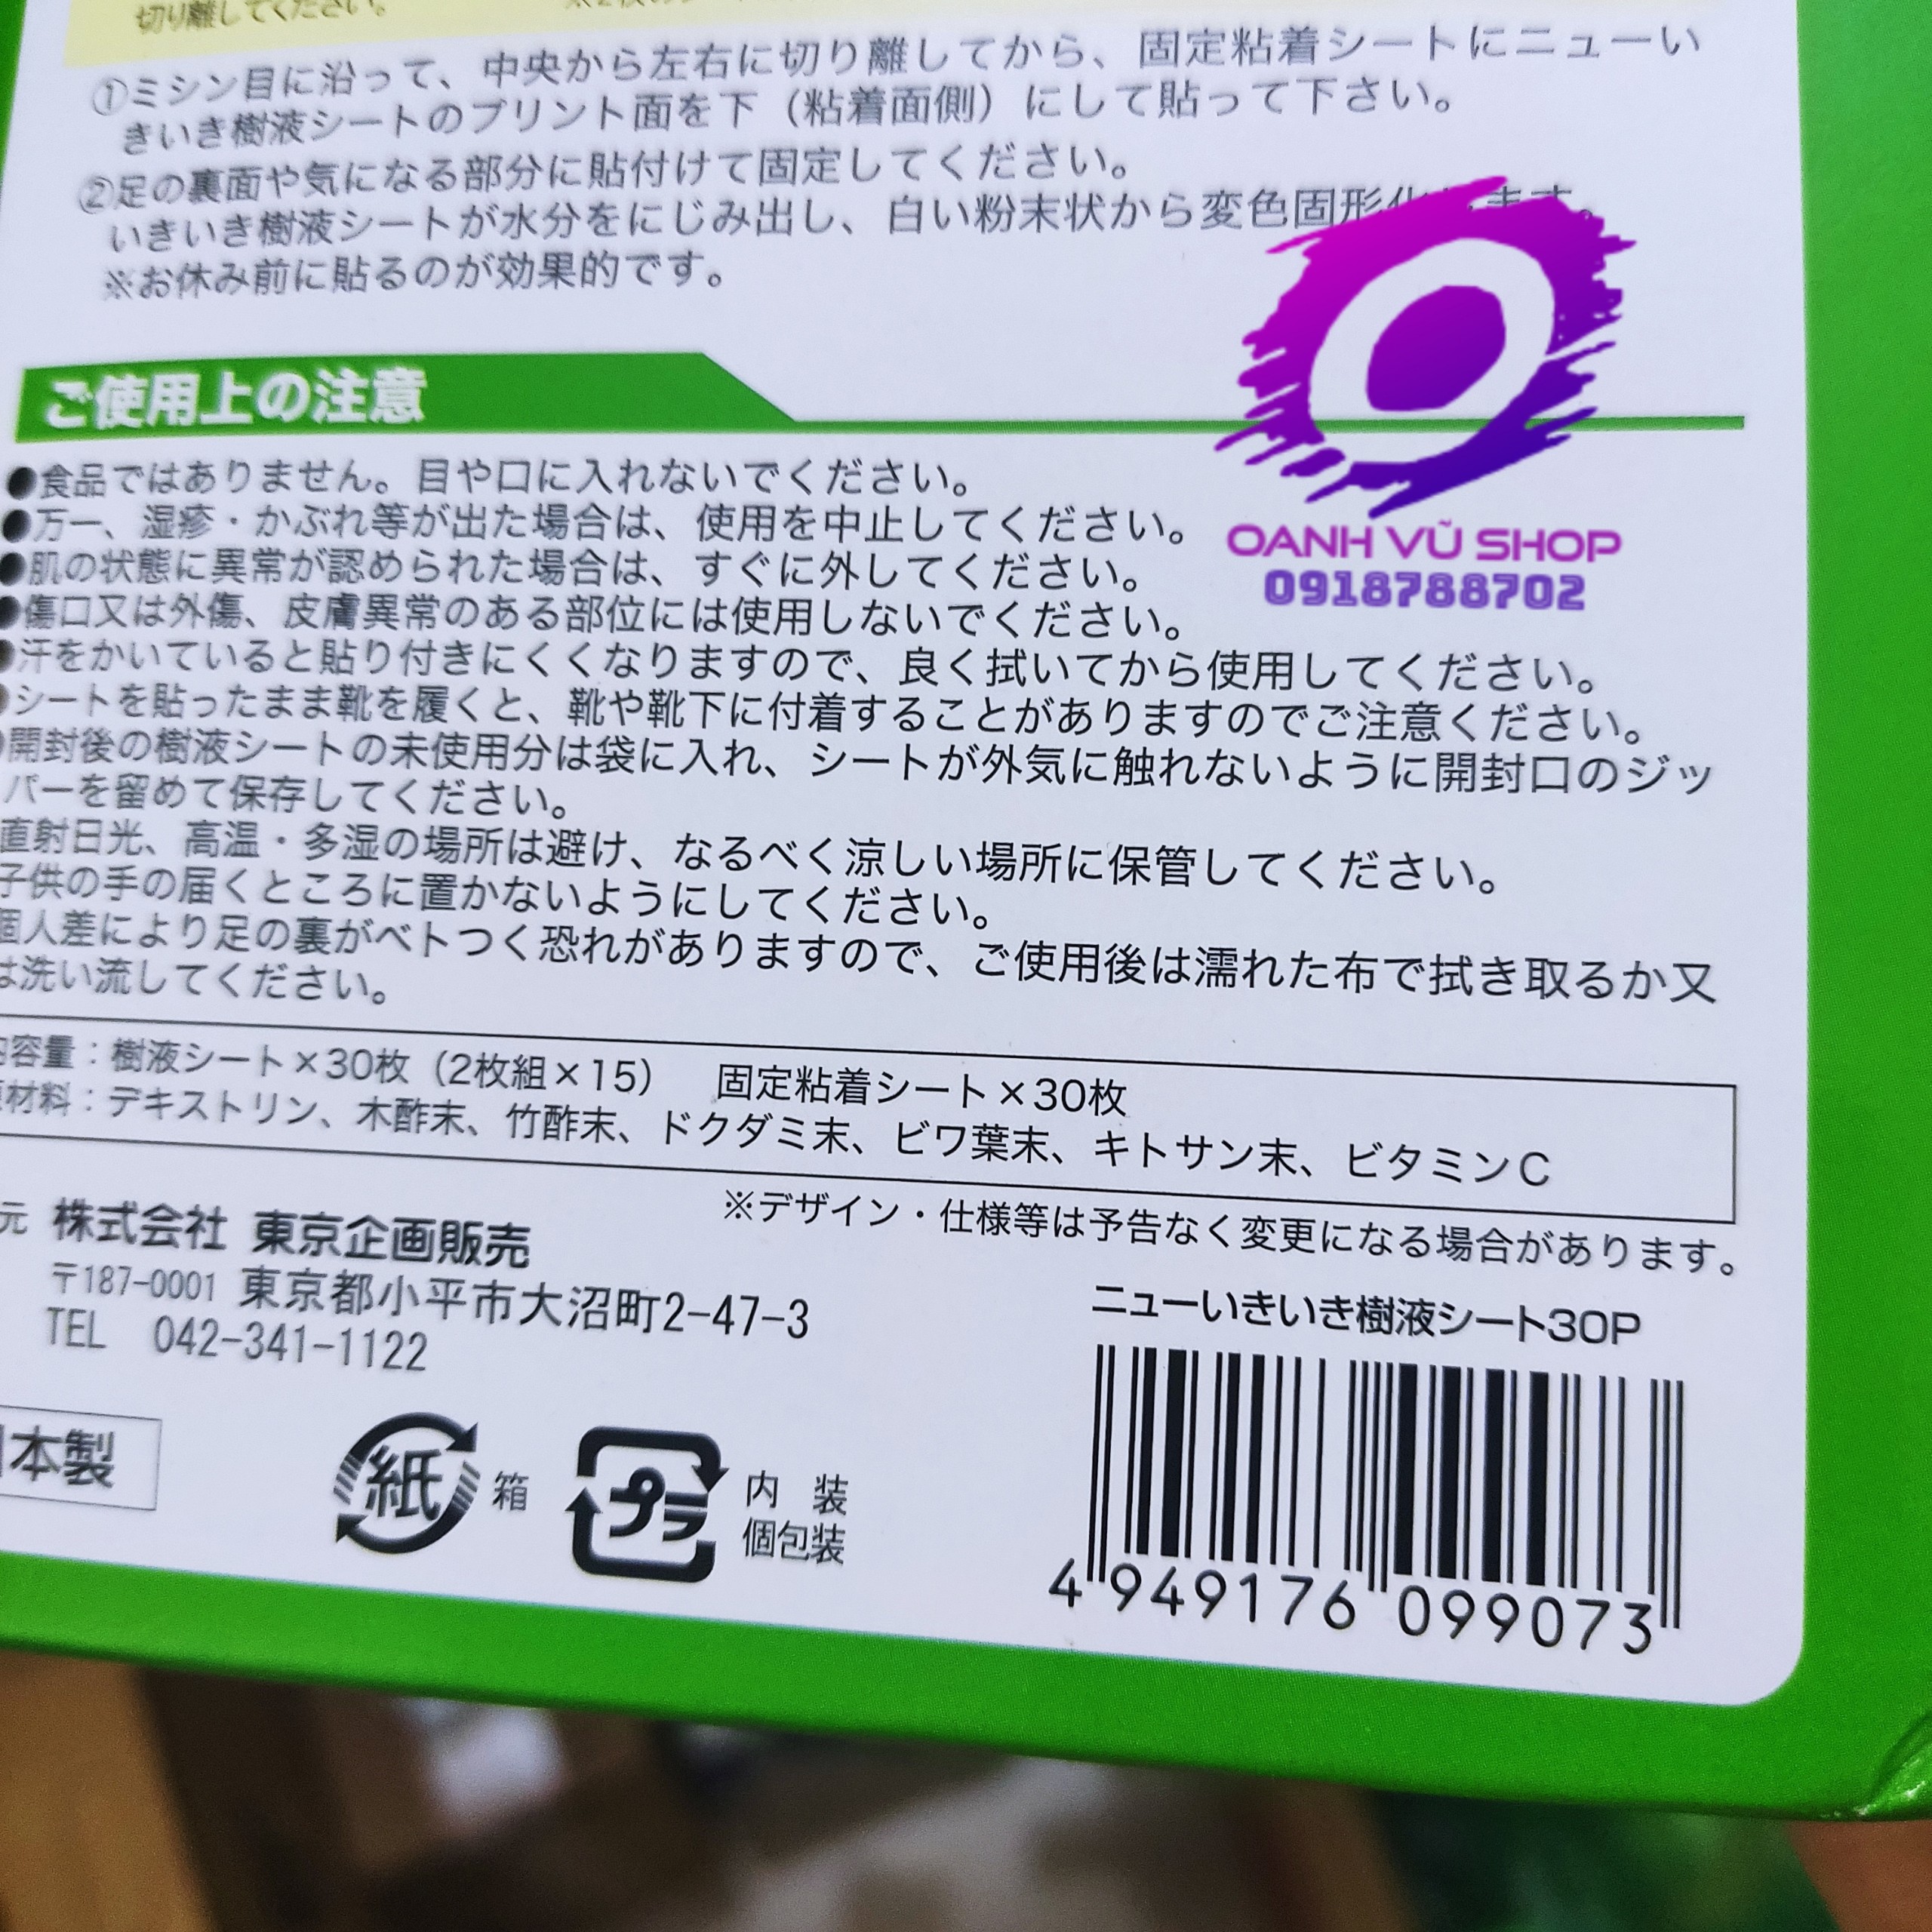 切り離してください。
①ミシン目に沿って、中央から左右に切り離してから、固定粘着シートにニューい
きいき樹液シートのプリント面を下（粘着面側）にして貼って下さい。
②足の裏面や気になる部分に貼付けて固定してください。
いきいき樹液シートが水分をにじみ出し、白い粉末状から変色固形化します。
※お休み前に貼るのが効果的です。
ご使用上の注意
●食品ではありません。目や口に入れないでください。
●万一、湿疹・かぶれ等が出た場合は、使用を中止してください。
●肌の状態に異常が認められた場合は、すぐに外してください。
●傷口又は外傷、皮膚異常のある部位には使用しないでください。
●汗をかいていると貼り付きにくくなりますので、良く拭いてから使用してください。
●シートを貼ったまま靴を履くと、靴や靴下に付着することがありますのでご注意ください。
●開封後の樹液シートの未使用分は袋に入れ、シートが外気に触れないように開封口のジッ
パーを留めて保存してください。
直射日光、高温・多湿の場所は避け、なるべく涼しい場所に保管してください。
子供の手の届くところに置かないようにしてください。
個人差により足の裏がベトつく恐れがありますので、ご使用後は濡れた布で拭き取るか又
は洗い流してください。
内容量：樹液シート×30枚（2枚組×15） 固定粘着シート×30枚
原材料：デキストリン、木酢末、竹酢末、ドクダミ末、ビワ葉末、キトサン末、ビタミンC
※デザイン・仕様等は予告なく変更になる場合があります。
元 株式会社 東京企画販売
〒187-0001 東京都小平市大沼町2-47-3
TEL 042-341-1122
日本製
紙 箱
プラ 内 装
個包装
ニューいきいき樹液シート30P
4 949176 099073
OANH VŨ SHOP
0918788702